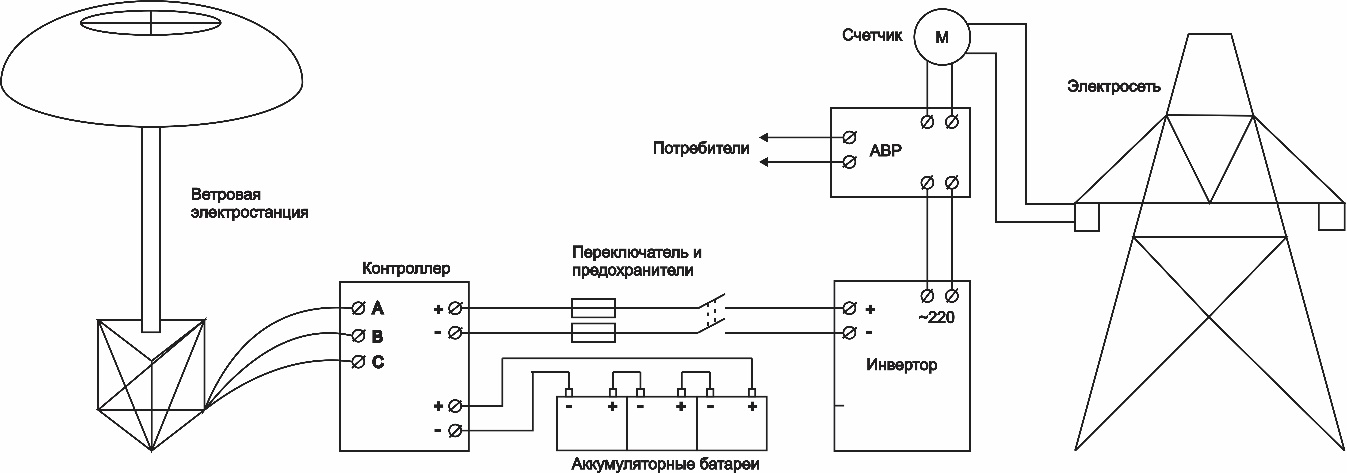 Счетчик
М
Электросеть
Потребители
АВР
Ветровая
электростанция
Переключатель и
предохранители
Контроллер
А
+
+
~220
В
-
-
С
Инвертор
+
-
-
+
-
+
-
+
Аккумуляторные батареи